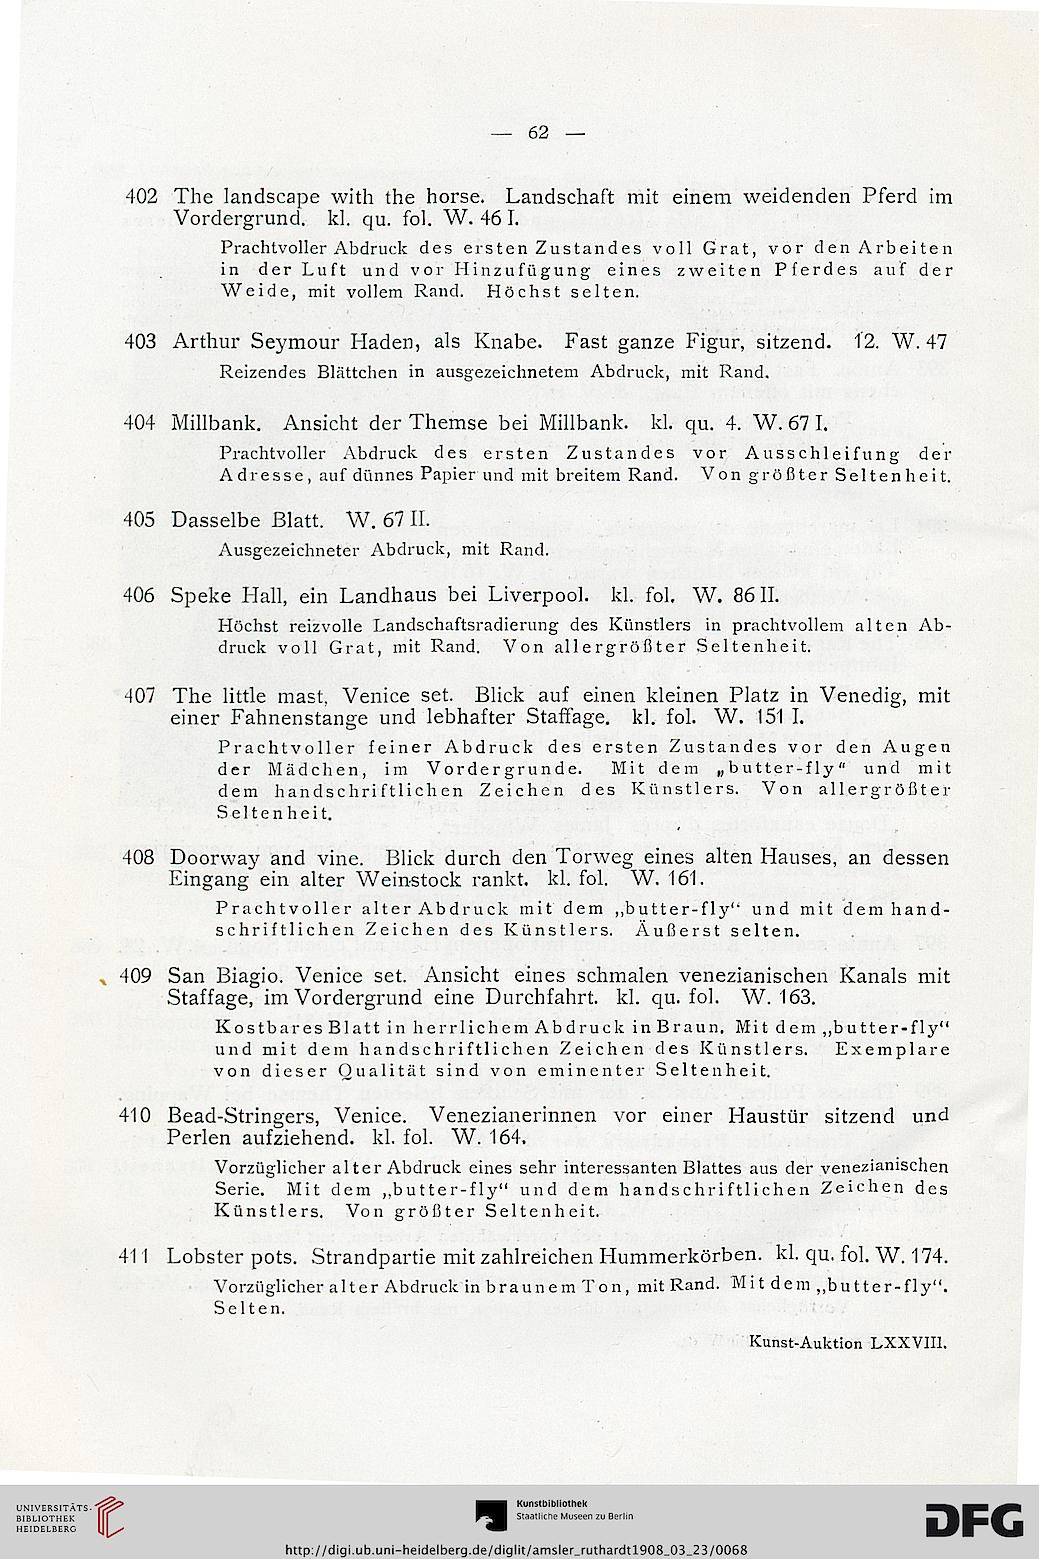 — 62 —
402 The landscape with the horse. Landschaft mit einem weidenden Pferd im
Vordergrund. kl. qu. fol. W. 46 I.
Prachtvoller Abdruck des ersten Zustandes voll Grat, vor den Arbeiten
in der Luft und vor Hinzufügung eines zweiten Pferdes auf der
Weide, mit vollem Rand. Höchst selten.
403 Arthur Seymour Haden, als Knabe. Fast ganze Figur, sitzend. 12. W. 47
Reizendes Blättchen in ausgezeichnetem Abdruck, mit Rand.
404 Millbank. Ansicht der Themse bei Millbank. kl. qu. 4. W. 67 I.
Prachtvoller Abdruck des ersten Zustandes vor Ausschleifung der
Adresse, auf dünnes Papier und mit breitem Rand. Von größter Seltenheit.
405 Dasselbe Blatt. W. 67 II.
Ausgezeichneter Abdruck, mit Rand.
406 Speke Hall, ein Landhaus bei Liverpool. kl. fol. W. 86 II.
Höchst reizvolle Landschaftsradierung des Künstlers in prachtvollem alten Ab-
druck voll Grat, mit Rand. Von allergrößter Seltenheit.
407 The little mast, Venice set. Blick auf einen kleinen Platz in Venedig, mit
einer Fahnenstange und lebhafter Staffage. kl. fol. W. 151 I.
Prachtvoller feiner Abdruck des ersten Zustandes vor den Augen
der Mädchen, im Vordergrunde. Mit dem „butter-fly" und mit
dem handschriftlichen Zeichen des Künstlers. Von allergrößter
Seltenheit.
408 Doorway and vine. Blick durch den Torweg eines alten Hauses, an dessen
Eingang ein alter Weinstock rankt. kl. fol. W. 161.
Prachtvoller alter Abdruck mit dem „butter-fly“ und mit dem hand-
schriftlichen Zeichen des Künstlers. Äußerst selten.
409 San Biagio. Venice set. Ansicht eines schmalen venezianischen Kanals mit
Staffage, im Vordergrund eine Durchfahrt. kl. qu. fol. W. 163.
Kostbares Blatt in herrlichem Abdruck in Braun. Mit dem „butter-fly“
und mit dem handschriftlichen Zeichen des Künstlers. Exemplare
von dieser Qualität sind von eminenter Seltenheit.
410 Bead-Stringers, Venice. Venezianerinnen vor einer Haustür sitzend und
Perlen aufziehend. kl. fol. W. 164.
Vorzüglicher alter Abdruck eines sehr interessanten Blattes aus der venezianischen
Serie. Mit dem „butter-fly“ und dem handschriftlichen Zeichen des
Künstlers. Von größter Seltenheit.
411 Lobster pots. Strandpartie mit zahlreichen Hummerkörben. kl. qu. fol. W. 174.
Vorzüglicher alter Abdruck in braunem Ton, mit Rand. Mit dem „butter-fly“.
Selten.
Kunst-Auktion LXXVIII.
UNIVERSITÄTS-
BIBLIOTHEK
HEIDELBERG
Kunstbibliothek
Staatliche Museen zu Berlin
DFG
http://digi.ub.uni-heidelberg.de/diglit/amsler_ruthardt1908_03_23/0068